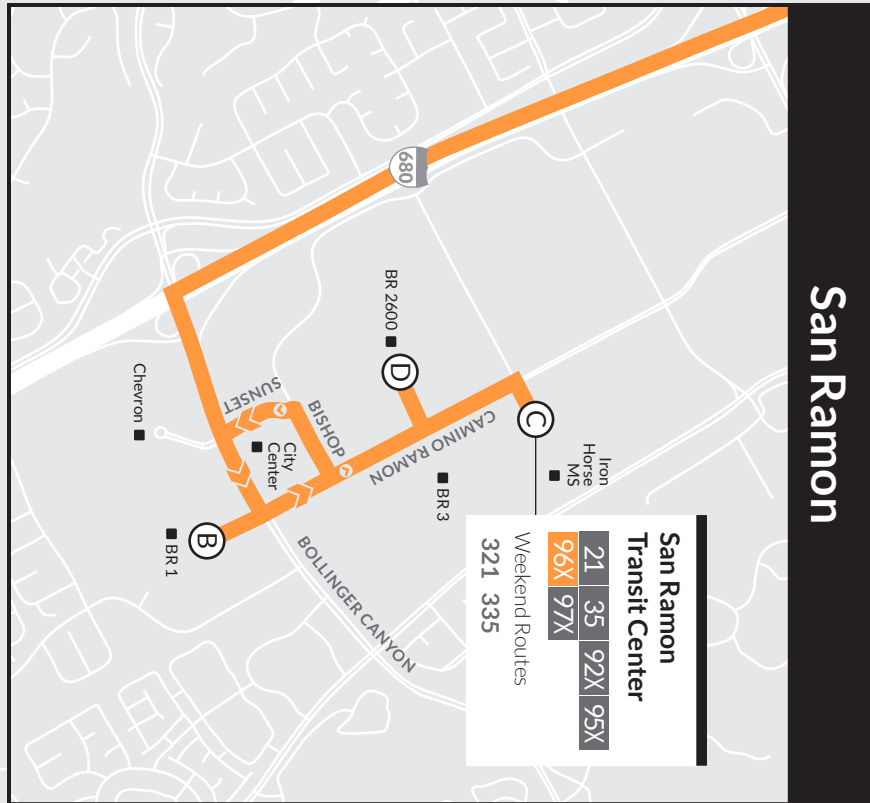 San Ramon
San Ramon
Transit Center
21 35 92X 95X
96X 97X
Weekend Routes
321 335
Iron
Horse
MS
C
BR 3
CAMINO RAMON
680
BR 2600
D
BISHOP
SUNSET
City
Center
BOLLINGER CANYON
B
BR 1
Chevron